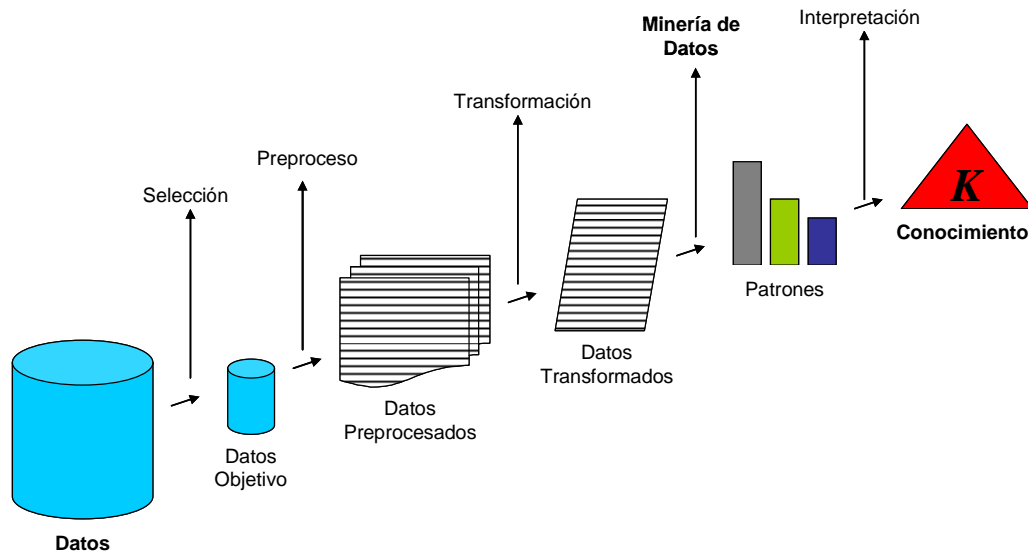 Minería de
Datos
Interpretación
Transformación
Preproceso
Selección
K
Conocimiento
Patrones
Datos
Transformados
Datos
Preprocesados
Datos
Objetivo
Datos